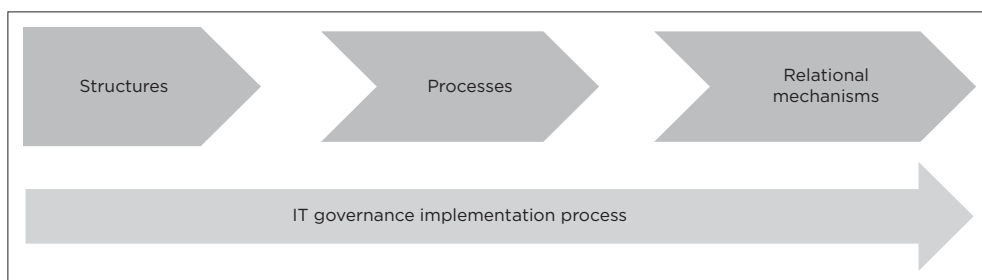 Structures
Processes
Relational
mechanisms
IT governance implementation process